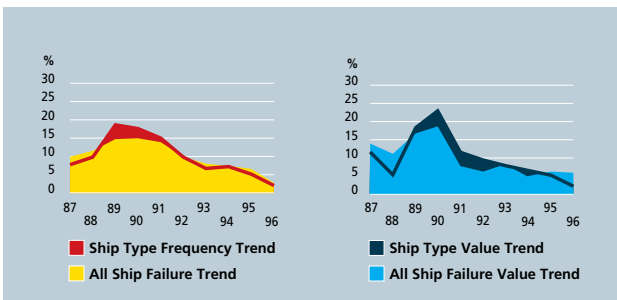 %
30
25
20
15
10
5
0
87 89 91 93 95
88 90 92 94 96
Ship Type Frequency Trend
All Ship Failure Trend
%
30
25
20
15
10
5
0
87 89 91 93 95
88 90 92 94 96
Ship Type Value Trend
All Ship Failure Value Trend